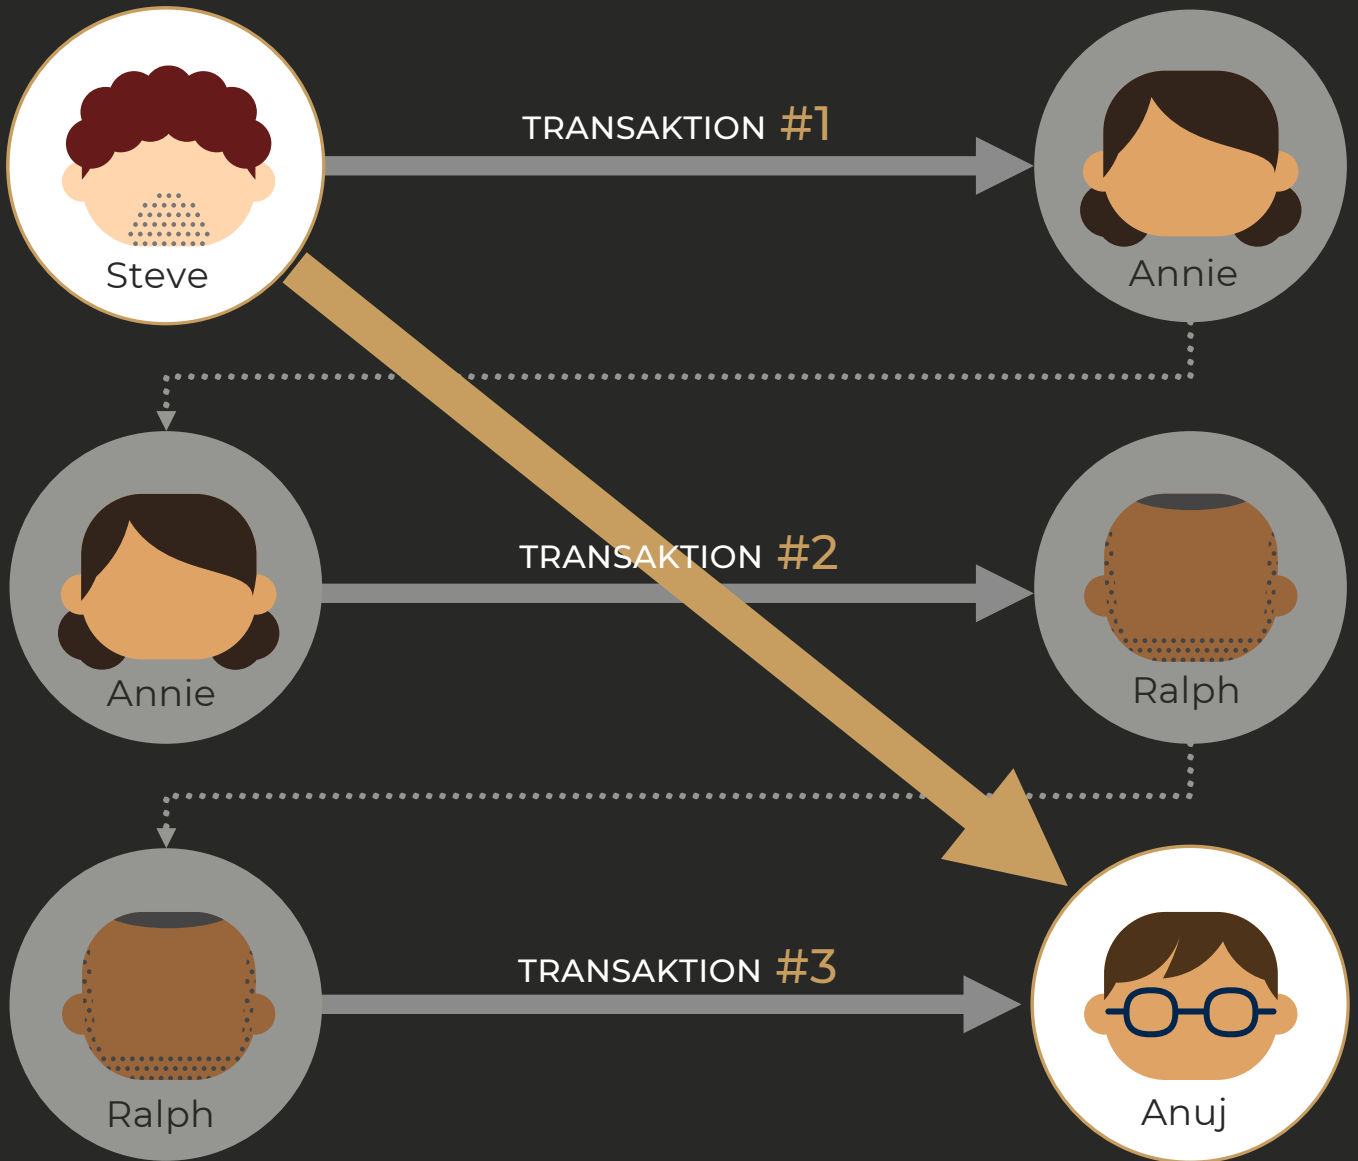 TRANSAKTION #1
Steve
Annie
TRANSAKTION #2
Annie
Ralph
TRANSAKTION #3
Ralph
Anuj